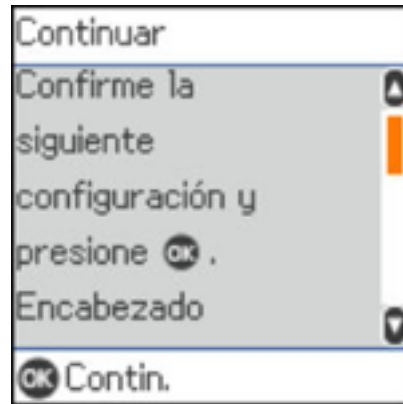 Continuar
Confirme la
siguiente
configuración y
presione OK .
Encabezado
OK Contin.